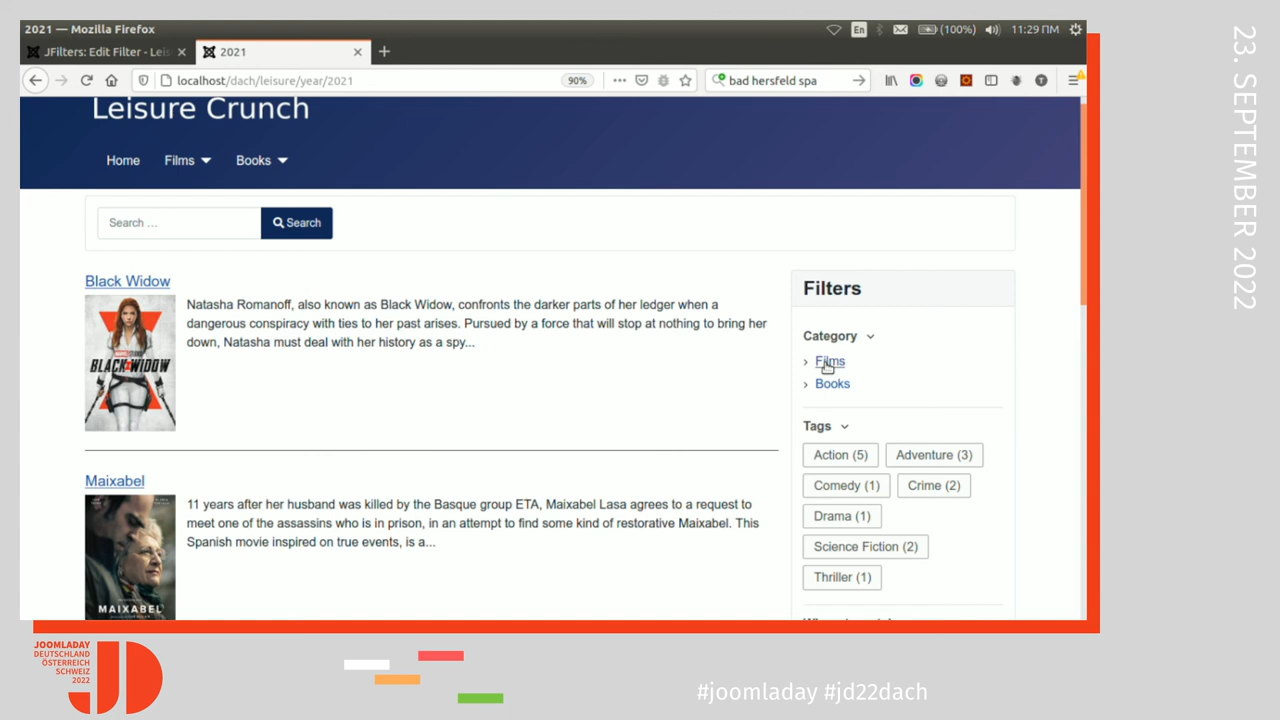 2021 — Mozilla Firefox
En
(100%)
11:29 ΠΜ
JFilters: Edit Filter - Leis
2021
localhost/dach/leisure/year/2021
90%
bad hersfeld spa
Leisure Crunch
Home
Films
Books
Search ...
Search
Black Widow
Natasha Romanoff, also known as Black Widow, confronts the darker parts of her ledger when a
dangerous conspiracy with ties to her past arises. Pursued by a force that will stop at nothing to bring her
down, Natasha must deal with her history as a spy...
BLACK WIDOW
Maixabel
11 years after her husband was killed by the Basque group ETA, Maixabel Lasa agrees to a request to
meet one of the assassins who is in prison, in an attempt to find some kind of restorative Maixabel. This
Spanish movie inspired on true events, is a...
MAIXABEL
Filters
Category
Films
Books
Tags
Action (5)
Adventure (3)
Comedy (1)
Crime (2)
Drama (1)
Science Fiction (2)
Thriller (1)
23. SEPTEMBER 2022
JOOMLADAY
DEUTSCHLAND
ÖSTERREICH
SCHWEIZ
2022
JD
#joomladay #jd22dach